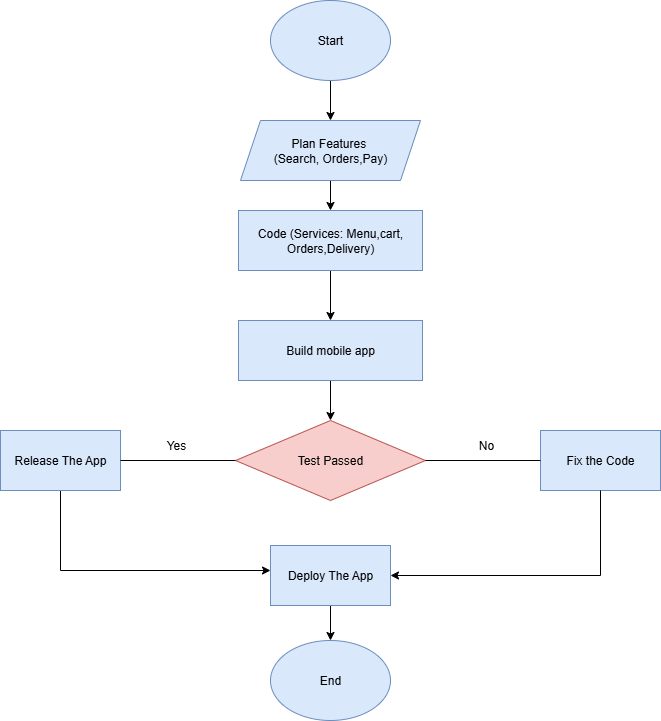 Start
Plan Features
(Search, Orders,Pay)
Code (Services: Menu,cart,
Orders,Delivery)
Build mobile app
Yes
No
Release The App
Test Passed
Fix the Code
Deploy The App
End